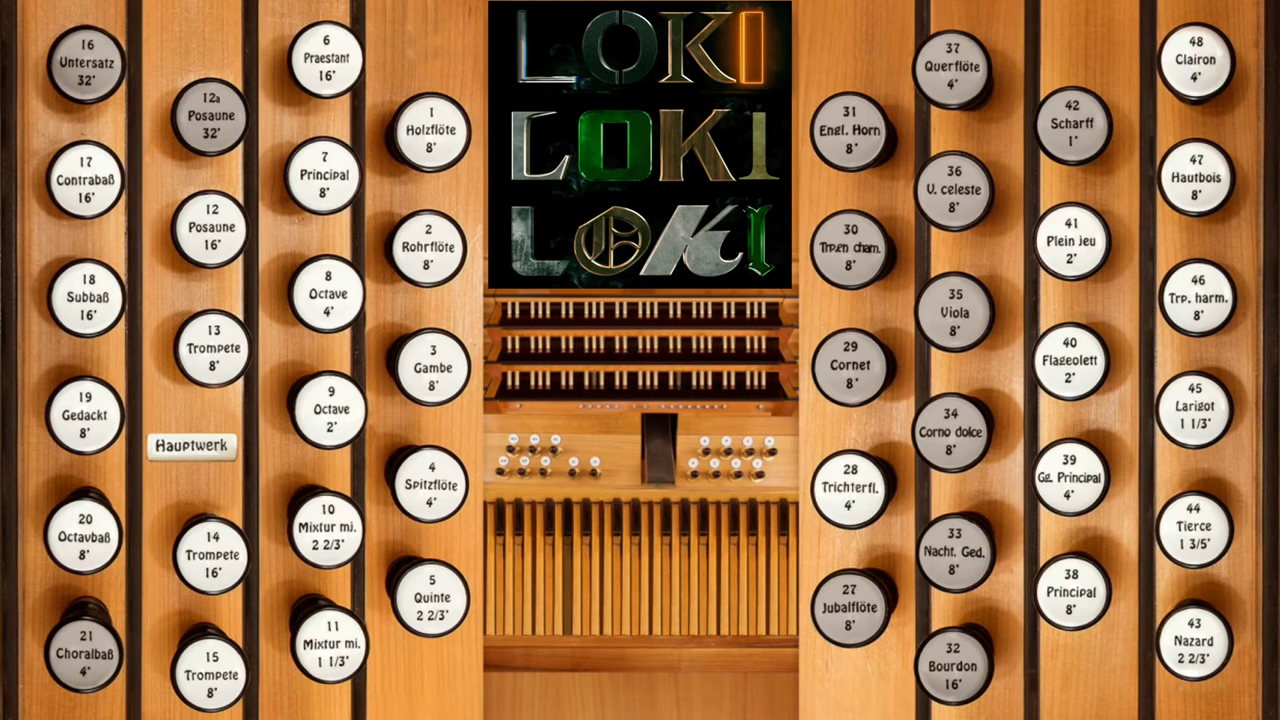 16
Untersatz
32'
17
Contrabaß
16'
18
Subbaß
16'
19
Gedackt
8'
20
Octavbaß
8'
21
Choralbaß
4'
12a
Posaune
32'
12
Posaune
16'
13
Trompete
8'
Hauptwerk
14
Trompete
16'
15
Trompete
8'
6
Praestant
16'
7
Principal
8'
8
Octave
4'
9
Octave
2'
10
Mixtur mj.
2 2/3'
11
Mixtur mi.
1 1/3'
1
Holzflöte
8'
2
Rohrflöte
8'
3
Gambe
8'
4
Spitzflöte
4'
5
Quinte
2 2/3'
LOKI
LOKI
LOKI
31
Engl. Horn
8'
30
Trp.en cham.
8'
29
Cornet
8'
28
Trichterfl.
4'
27
Jubalflöte
8'
37
Querflöte
4'
36
V. celeste
8'
35
Viola
8'
34
Corno dolce
8'
33
Nacht. Ged.
8'
32
Bourdon
16'
42
Scharff
1'
41
Plein jeu
2'
40
Flageolett
2'
39
Gg. Principal
4'
38
Principal
8'
48
Clairon
4'
47
Hautbois
8'
46
Trp. harm.
8'
45
Larigot
1 1/3'
44
Tierce
1 3/5'
43
Nazard
2 2/3'